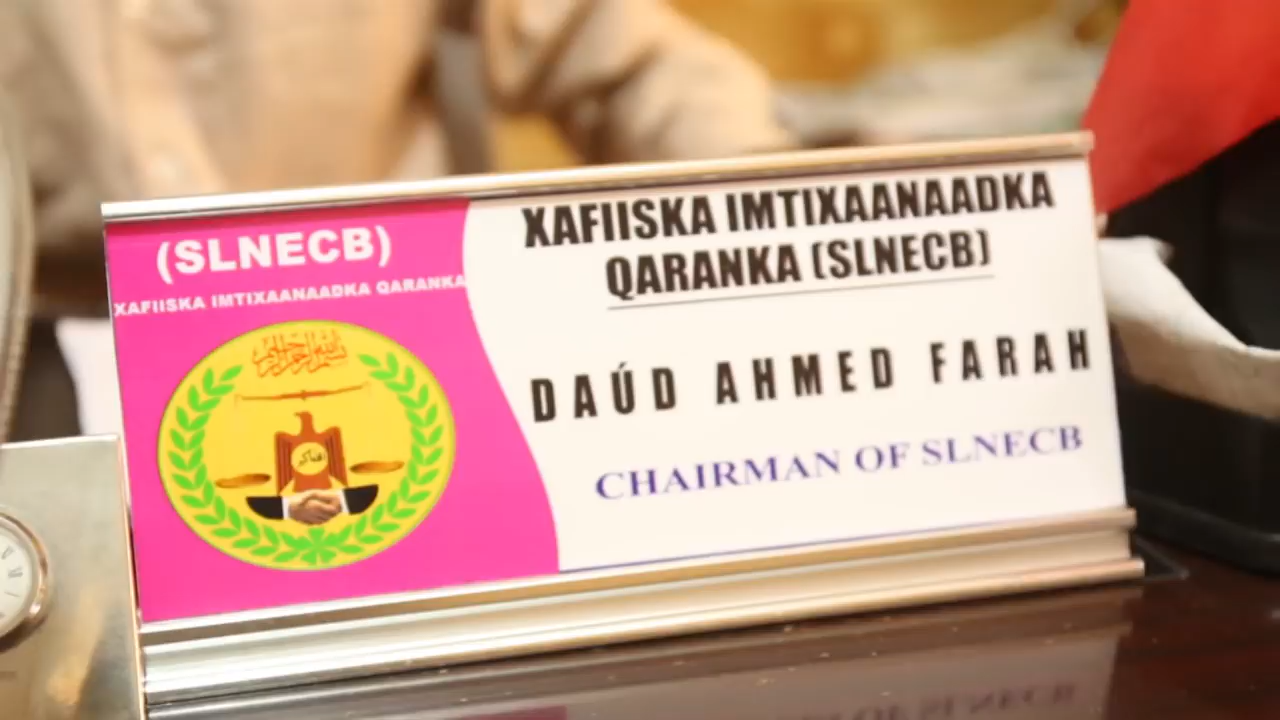 (SLNECB)
XAFIISKA IMTIXAANAADKA QARANKA
XAFIISKA IMTIXAANAADKA
QARANKA (SLNECB)
DAÚD AHMED FARAH
CHAIRMAN OF SLNECB